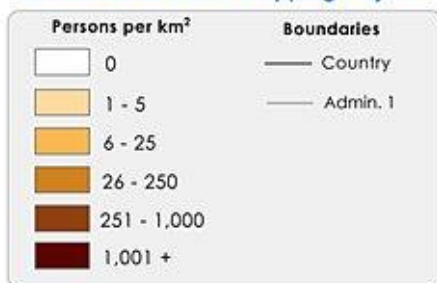 Persons per km²
Boundaries
0
Country
1 - 5
Admin. 1
6 - 25
26 - 250
251 - 1,000
1,001 +